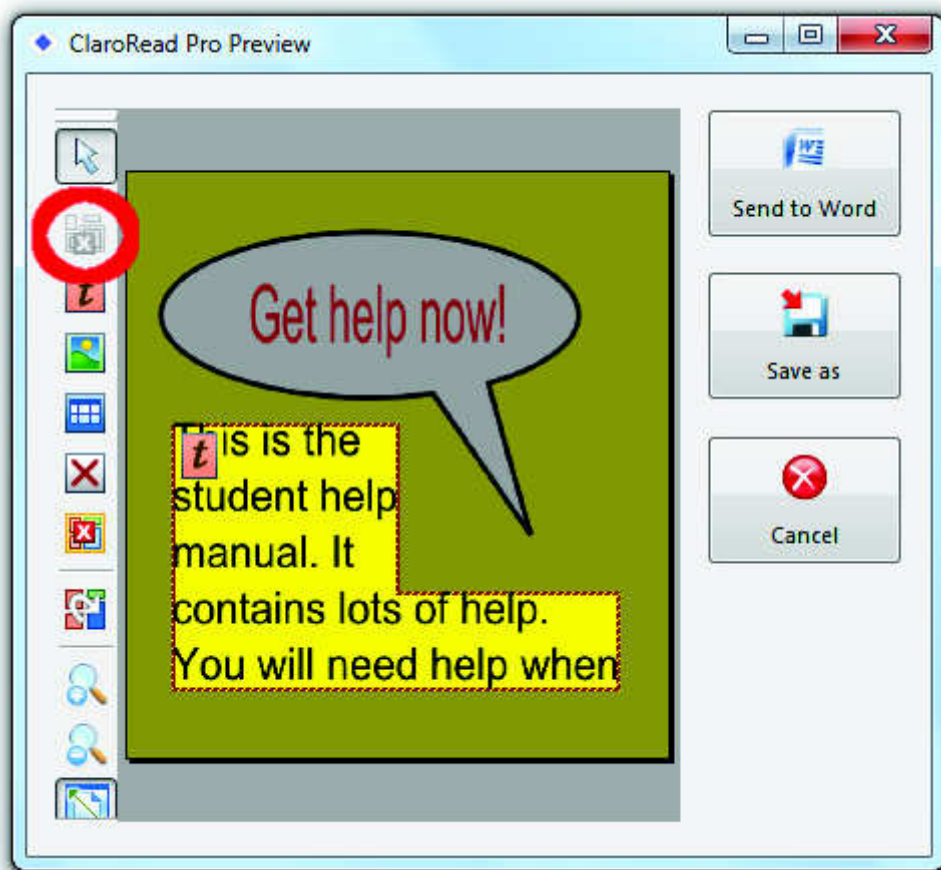 ClaroRead Pro Preview
Send to Word
Save as
Cancel
Get help now!
This is the
student help
manual. It
contains lots of help.
You will need help when